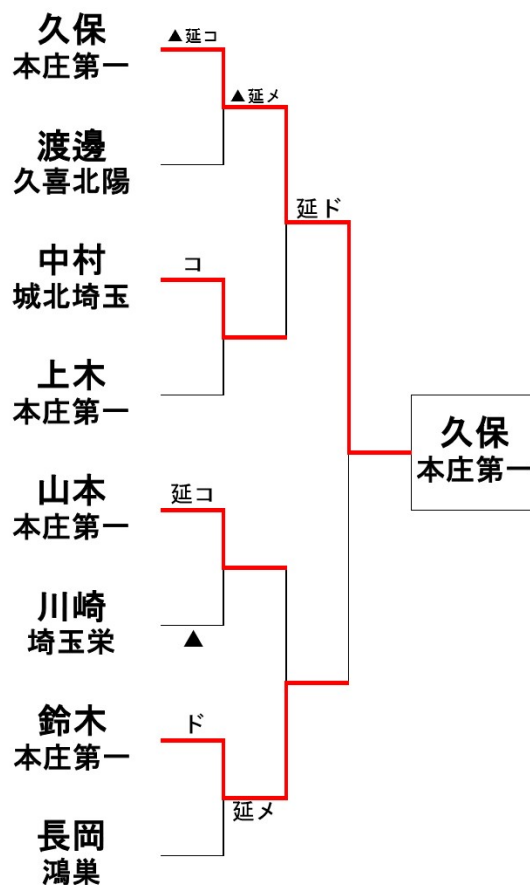 久保
本庄第一
▲延コ
▲延メ
渡邊
久喜北陽
延ド
中村
城北埼玉
コ
上木
本庄第一
久保
本庄第一
山本
本庄第一
延コ
川崎
埼玉栄
▲
鈴木
本庄第一
ド
延メ
長岡
鴻巣